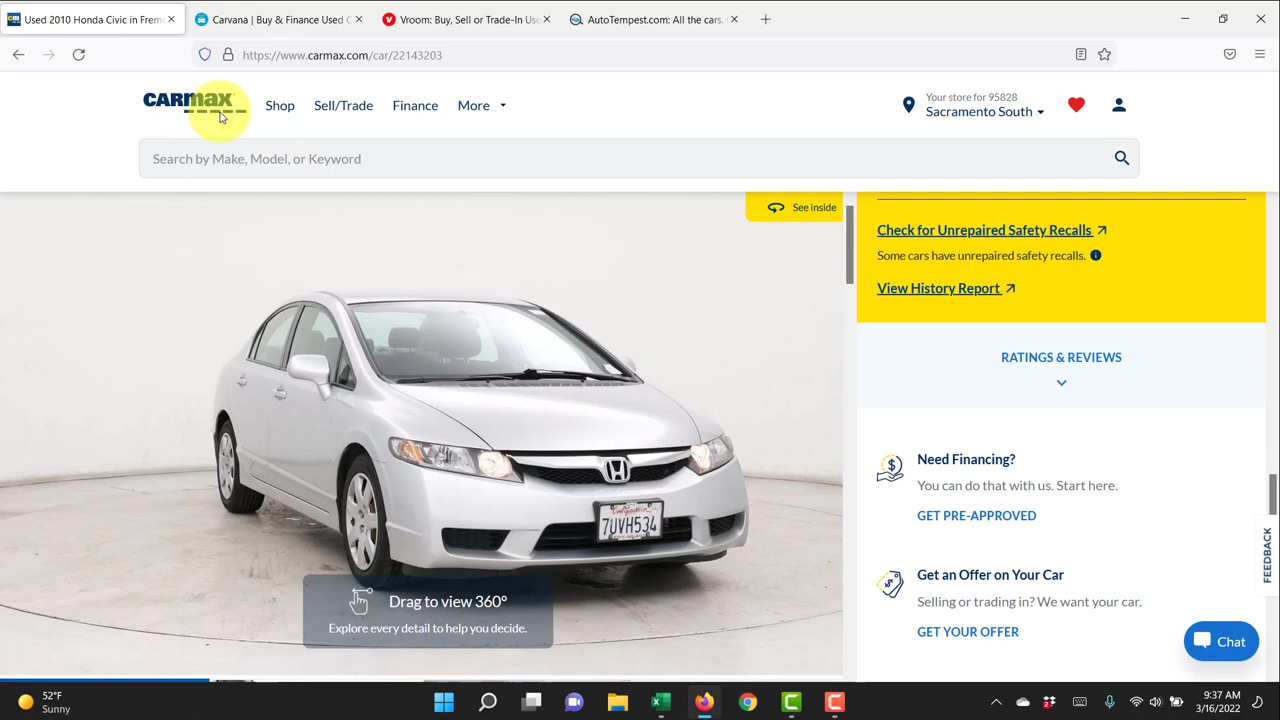 Used 2010 Honda Civic in Frem
Carvana | Buy & Finance Used C
Vroom: Buy, Sell or Trade-In Use
AutoTempest.com: All the cars.
https://www.carmax.com/car/22143203
CARMAX
Shop
Sell/Trade
Finance
More
Your store for 95828
Sacramento South
Search by Make, Model, or Keyword
See inside
Check for Unrepaired Safety Recalls
Some cars have unrepaired safety recalls.
View History Report
RATINGS & REVIEWS
Need Financing?
You can do that with us. Start here.
GET PRE-APPROVED
Get an Offer on Your Car
Selling or trading in? We want your car.
GET YOUR OFFER
FEEDBACK
Chat
California
7UVH534
Drag to view 360°
Explore every detail to help you decide.
52°F
Sunny
9:37 AM
3/16/2022